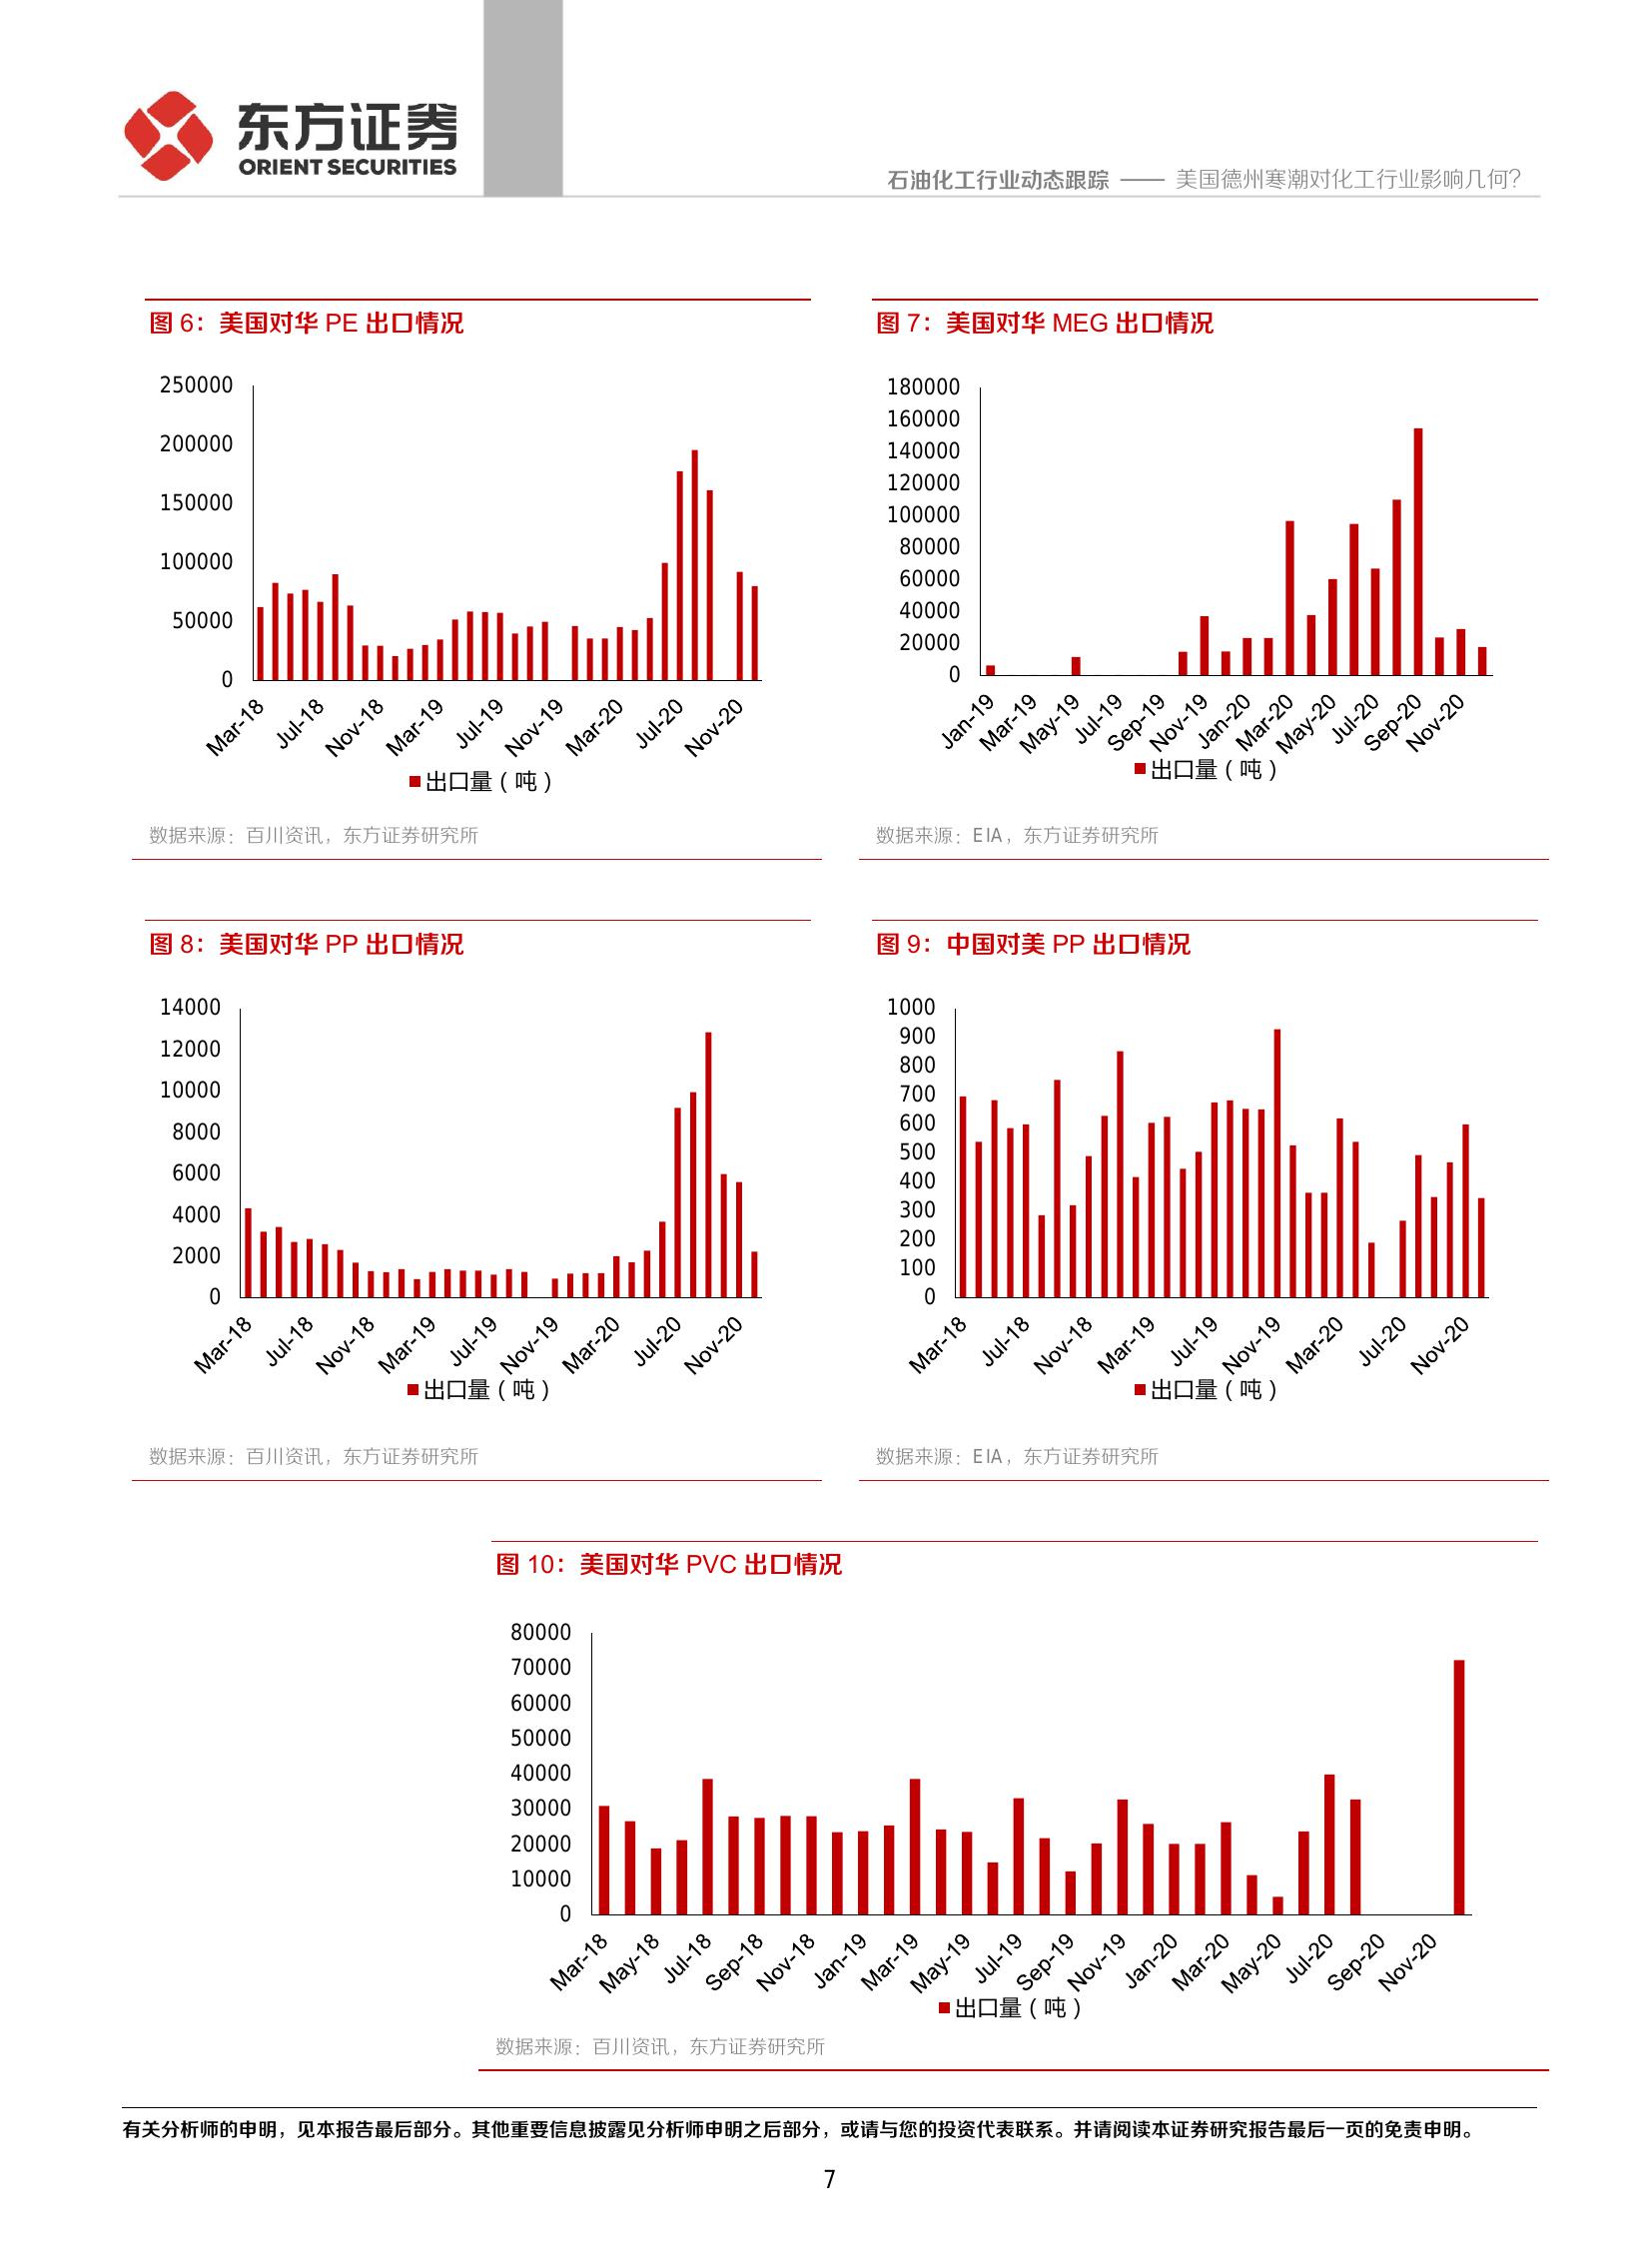 东方证券
ORIENT SECURITIES
石油化工行业动态跟踪 —— 美国德州寒潮对化工行业影响几何?
图 6：美国对华 PE 出口情况
250000
200000
150000
100000
50000
0
Mar-18 Jul-18 Nov-18 Mar-19 Jul-19 Nov-19 Mar-20 Jul-20 Nov-20
出口量（吨）
数据来源：百川资讯，东方证券研究所
图 7：美国对华 MEG 出口情况
180000
160000
140000
120000
100000
80000
60000
40000
20000
0
Jan-19 Mar-19 May-19 Jul-19 Sep-19 Nov-19 Jan-20 Mar-20 May-20 Jul-20 Sep-20 Nov-20
出口量（吨）
数据来源：EIA，东方证券研究所
图 8：美国对华 PP 出口情况
14000
12000
10000
8000
6000
4000
2000
0
Mar-18 Jul-18 Nov-18 Mar-19 Jul-19 Nov-19 Mar-20 Jul-20 Nov-20
出口量（吨）
数据来源：百川资讯，东方证券研究所
图 9：中国对美 PP 出口情况
1000
900
800
700
600
500
400
300
200
100
0
Mar-18 Jul-18 Nov-18 Mar-19 Jul-19 Nov-19 Mar-20 Jul-20 Nov-20
出口量（吨）
数据来源：EIA，东方证券研究所
图 10：美国对华 PVC 出口情况
80000
70000
60000
50000
40000
30000
20000
10000
0
Mar-18 May-18 Jul-18 Sep-18 Nov-18 Jan-19 Mar-19 May-19 Jul-19 Sep-19 Nov-19 Jan-20 Mar-20 May-20 Jul-20 Sep-20 Nov-20
出口量（吨）
数据来源：百川资讯，东方证券研究所
有关分析师的申明，见本报告最后部分。其他重要信息披露见分析师申明之后部分，或请与您的投资代表联系。并请阅读本证券研究报告最后一页的免责申明。
7